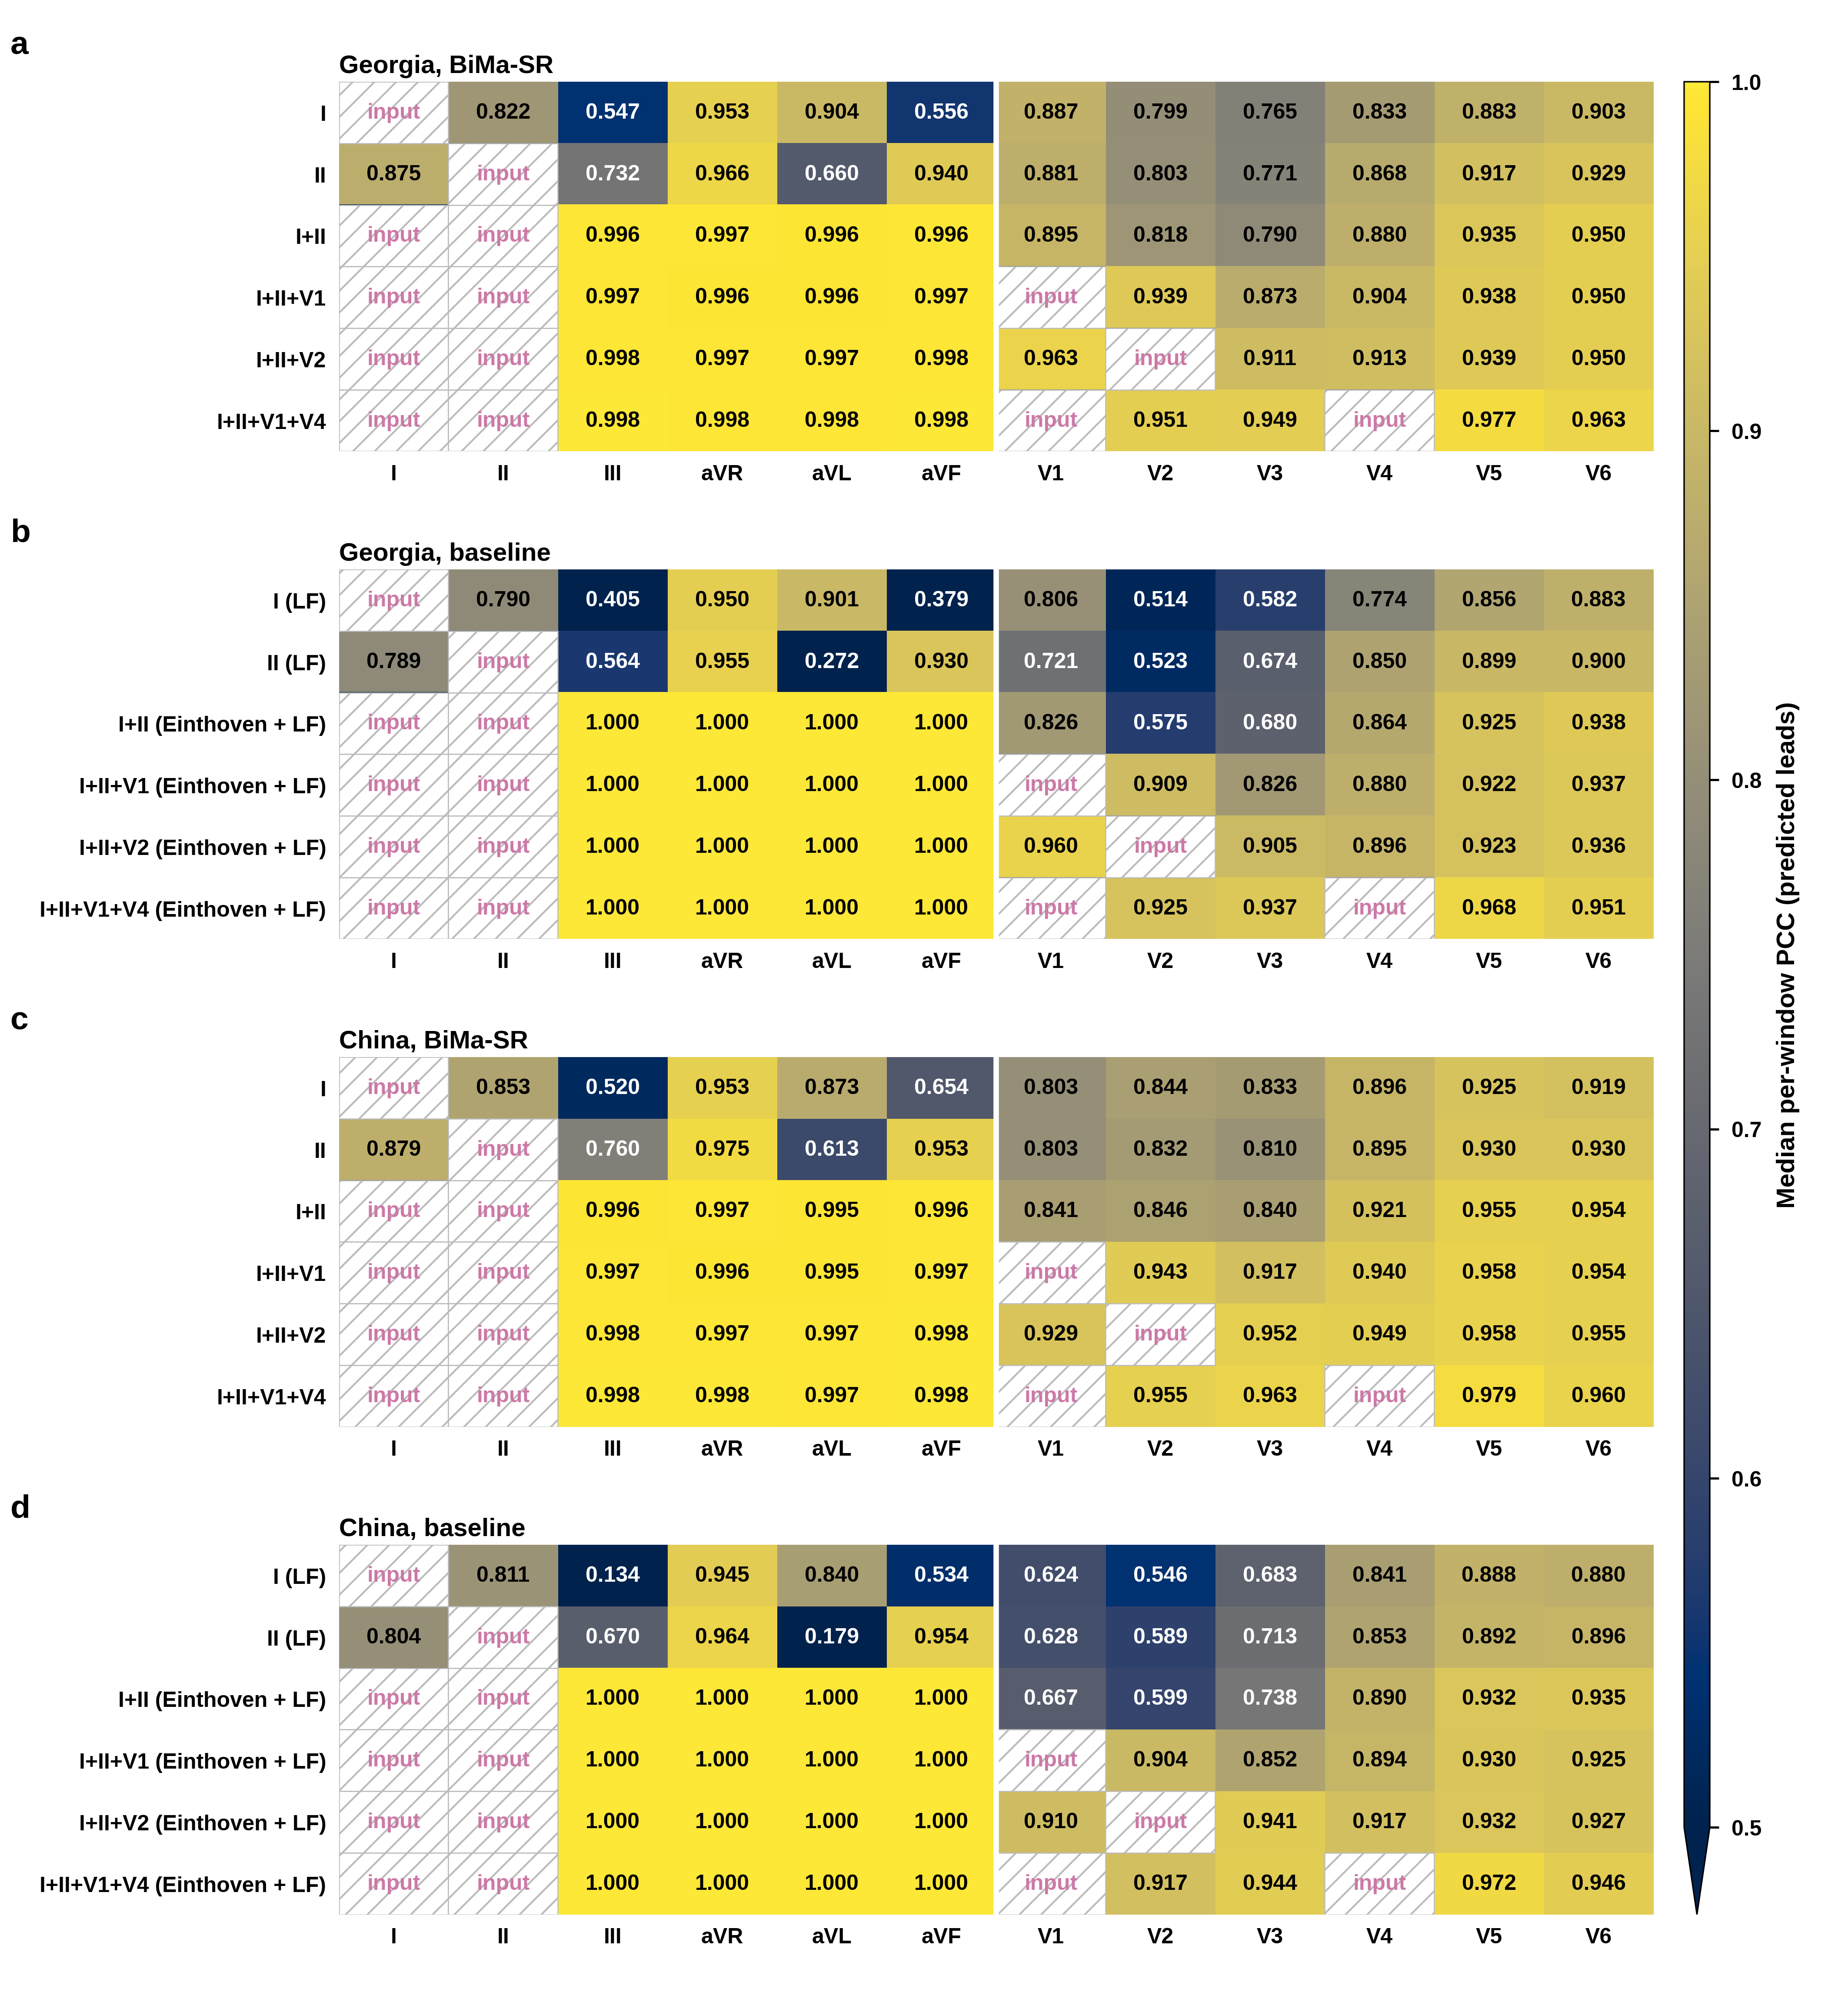 a
Georgia, BiMa-SR
I input 0.822 0.547 0.953 0.904 0.556 0.887 0.799 0.765 0.833 0.883 0.903
II 0.875 input 0.732 0.966 0.660 0.940 0.881 0.803 0.771 0.868 0.917 0.929
I+II input input 0.996 0.997 0.996 0.996 0.895 0.818 0.790 0.880 0.935 0.950
I+II+V1 input input 0.997 0.996 0.996 0.997 input 0.939 0.873 0.904 0.938 0.950
I+II+V2 input input 0.998 0.997 0.997 0.998 0.963 input 0.911 0.913 0.939 0.950
I+II+V1+V4 input input 0.998 0.998 0.998 0.998 input 0.951 0.949 input 0.977 0.963
I II III aVR aVL aVF V1 V2 V3 V4 V5 V6
b
Georgia, baseline
I (LF) input 0.790 0.405 0.950 0.901 0.379 0.806 0.514 0.582 0.774 0.856 0.883
II (LF) 0.789 input 0.564 0.955 0.272 0.930 0.721 0.523 0.674 0.850 0.899 0.900
I+II (Einthoven + LF) input input 1.000 1.000 1.000 1.000 0.826 0.575 0.680 0.864 0.925 0.938
I+II+V1 (Einthoven + LF) input input 1.000 1.000 1.000 1.000 input 0.909 0.826 0.880 0.922 0.937
I+II+V2 (Einthoven + LF) input input 1.000 1.000 1.000 1.000 0.960 input 0.905 0.896 0.923 0.936
I+II+V1+V4 (Einthoven + LF) input input 1.000 1.000 1.000 1.000 input 0.925 0.937 input 0.968 0.951
I II III aVR aVL aVF V1 V2 V3 V4 V5 V6
c
China, BiMa-SR
I input 0.853 0.520 0.953 0.873 0.654 0.803 0.844 0.833 0.896 0.925 0.919
II 0.879 input 0.760 0.975 0.613 0.953 0.803 0.832 0.810 0.895 0.930 0.930
I+II input input 0.996 0.997 0.995 0.996 0.841 0.846 0.840 0.921 0.955 0.954
I+II+V1 input input 0.997 0.996 0.995 0.997 input 0.943 0.917 0.940 0.958 0.954
I+II+V2 input input 0.998 0.997 0.997 0.998 0.929 input 0.952 0.949 0.958 0.955
I+II+V1+V4 input input 0.998 0.998 0.997 0.998 input 0.955 0.963 input 0.979 0.960
I II III aVR aVL aVF V1 V2 V3 V4 V5 V6
d
China, baseline
I (LF) input 0.811 0.134 0.945 0.840 0.534 0.624 0.546 0.683 0.841 0.888 0.880
II (LF) 0.804 input 0.670 0.964 0.179 0.954 0.628 0.589 0.713 0.853 0.892 0.896
I+II (Einthoven + LF) input input 1.000 1.000 1.000 1.000 0.667 0.599 0.738 0.890 0.932 0.935
I+II+V1 (Einthoven + LF) input input 1.000 1.000 1.000 1.000 input 0.904 0.852 0.894 0.930 0.925
I+II+V2 (Einthoven + LF) input input 1.000 1.000 1.000 1.000 0.910 input 0.941 0.917 0.932 0.927
I+II+V1+V4 (Einthoven + LF) input input 1.000 1.000 1.000 1.000 input 0.917 0.944 input 0.972 0.946
I II III aVR aVL aVF V1 V2 V3 V4 V5 V6
1.0
0.9
0.8
0.7
0.6
0.5
Median per-window PCC (predicted leads)